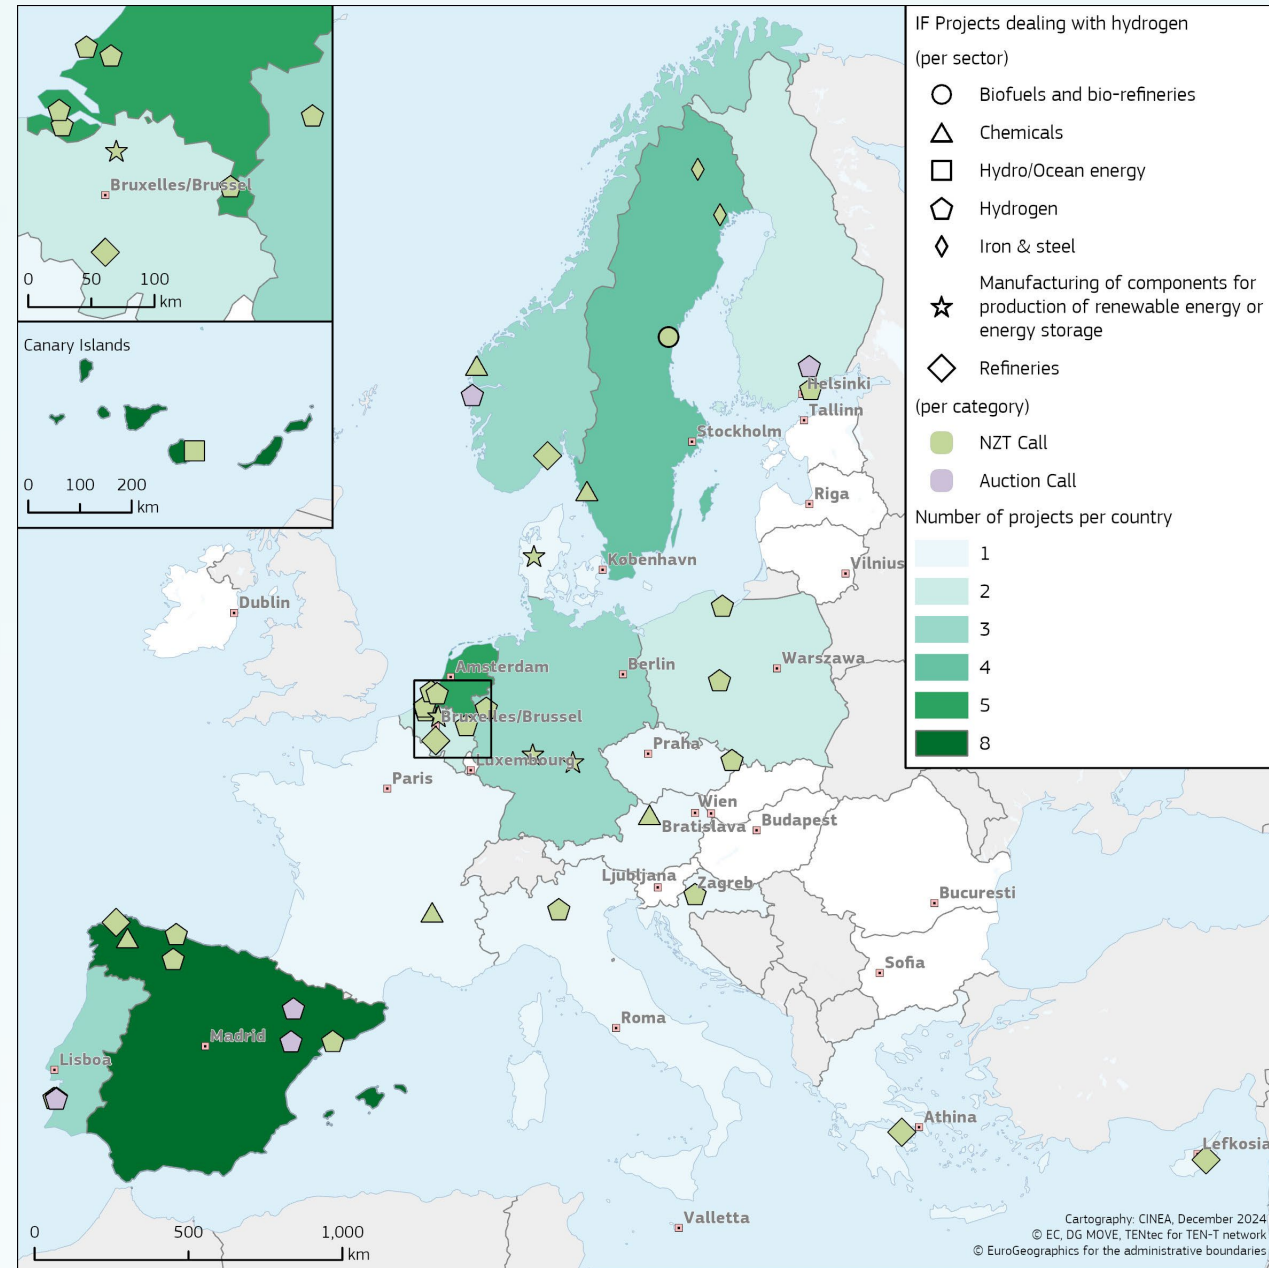 IF Projects dealing with hydrogen
(per sector)
Biofuels and bio-refineries
Chemicals
Hydro/Ocean energy
Hydrogen
Iron & steel
Manufacturing of components for
production of renewable energy or
energy storage
Refineries
(per category)
NZT Call
Auction Call
Number of projects per country
1
2
3
4
5
8
Bruxelles/Brussel
0 50 100
km
Canary Islands
0 100 200
km
Helsinki
Tallinn
Stockholm
Riga
København
Vilnius
Dublin
Amsterdam
Berlin
Warszawa
Bruxelles/Brussel
Praha
Luxembourg
Paris
Wien
Bratislava
Budapest
Ljubljana
Zagreb
Bucuresti
Sofia
Roma
Madrid
Lisboa
Athina
Lefkosia
Valletta
0 500 1,000
km
Cartography: CINEA, December 2024
© EC, DG MOVE, TENtec for TEN-T network
© EuroGeographics for the administrative boundaries